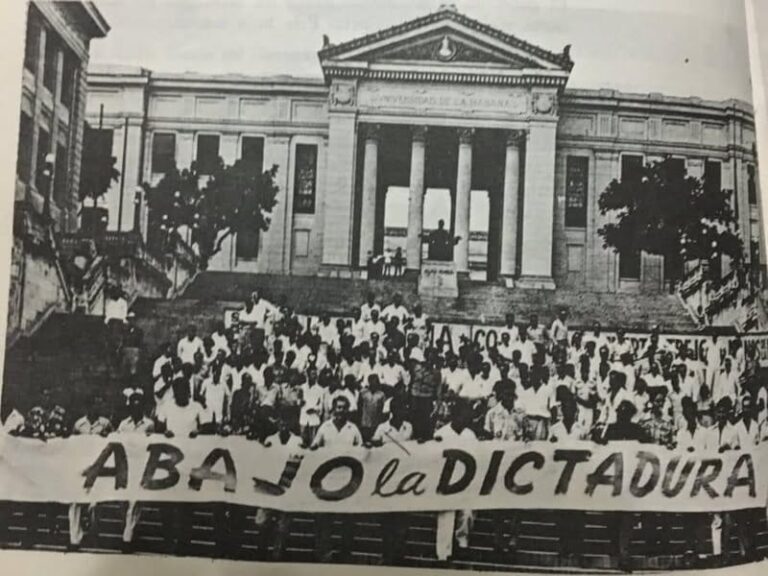 UNIVERSIDAD DE LA HABANA
ABAJO la DICTADURA